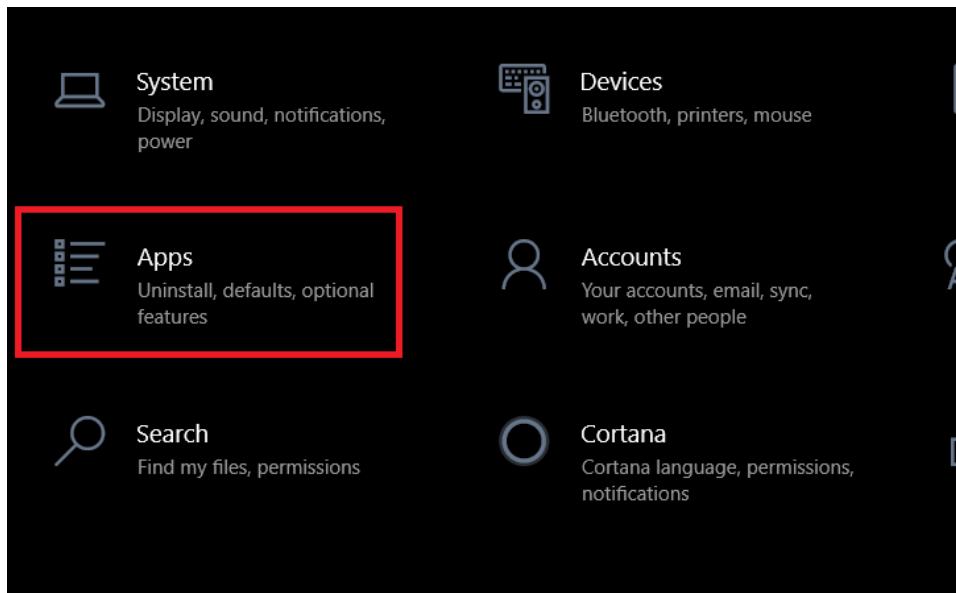 System
Display, sound, notifications,
power
Devices
Bluetooth, printers, mouse
Apps
Uninstall, defaults, optional
features
Accounts
Your accounts, email, sync,
work, other people
Search
Find my files, permissions
Cortana
Cortana language, permissions,
notifications